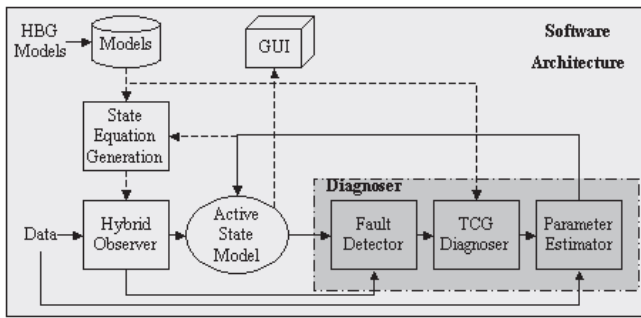 HBG
Models
Models
GUI
Software
Architecture
State
Equation
Generation
Diagnoser
Data
Hybrid
Observer
Active
State
Model
Fault
Detector
TCG
Diagnoser
Parameter
Estimator